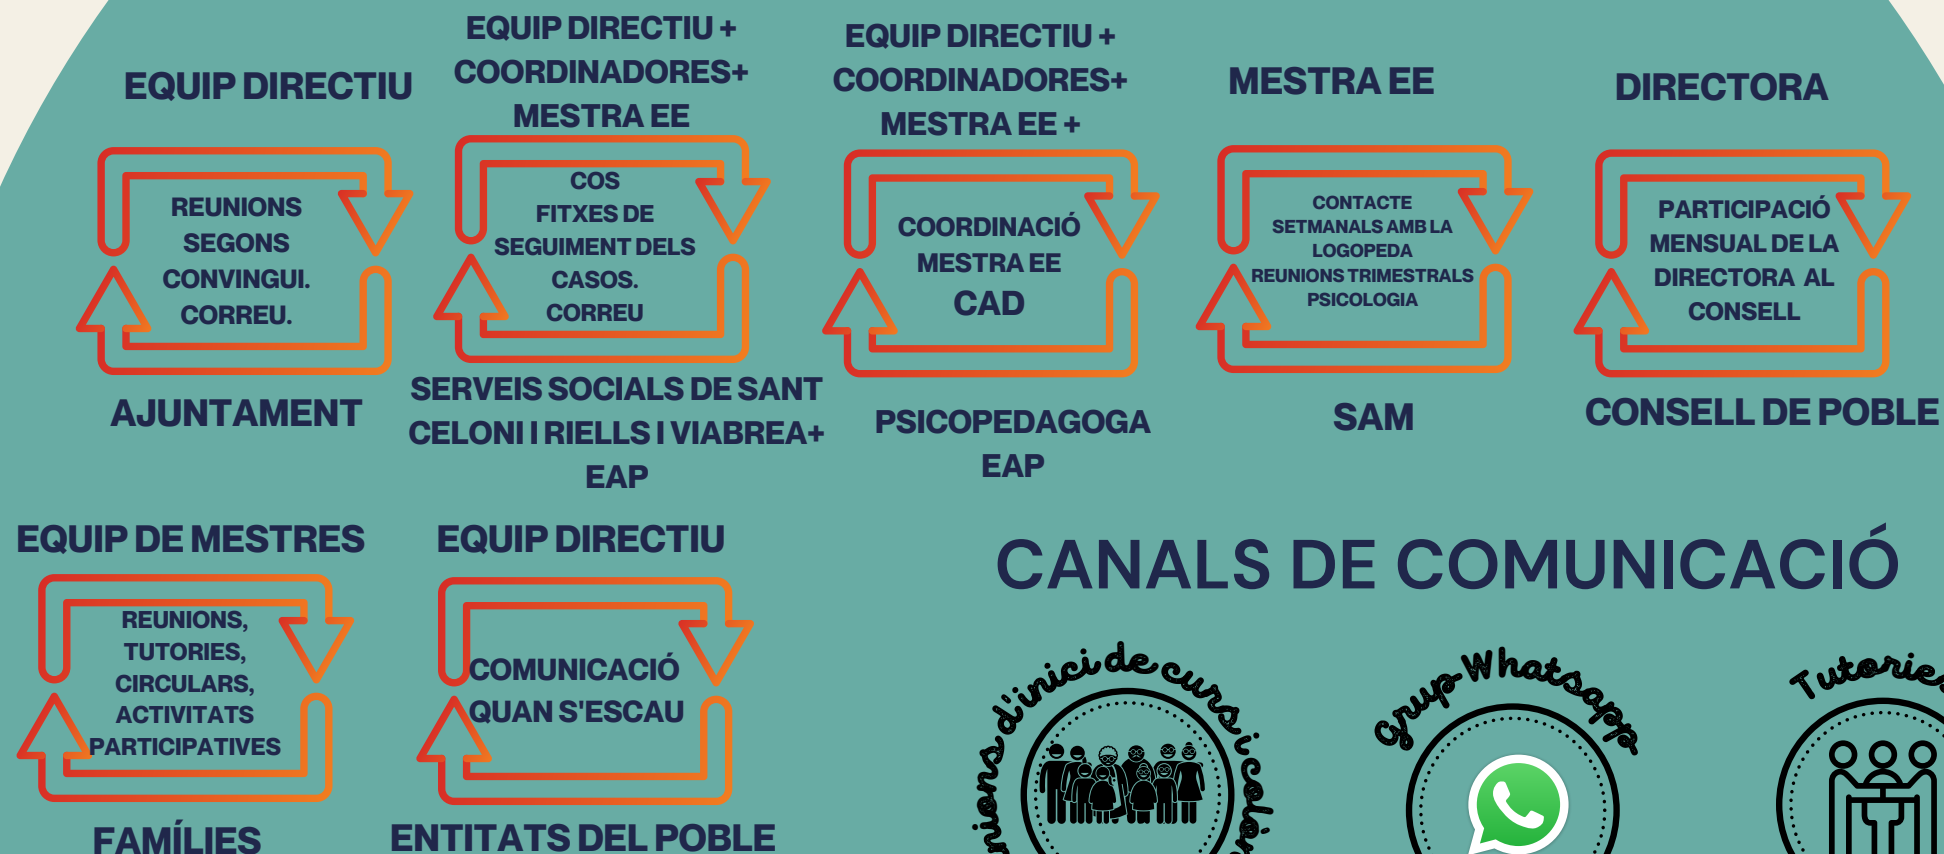 EQUIP DIRECTIU
REUNIONS
SEGONS
CONVINGUI.
CORREU.
AJUNTAMENT
EQUIP DIRECTIU +
COORDINADORES+
MESTRA EE
COS
FITXES DE
SEGUIMENT DELS
CASOS.
CORREU
SERVEIS SOCIALS DE SANT
CELONI I RIELLS I VIABREA+
EAP
EQUIP DIRECTIU +
COORDINADORES+
MESTRA EE +
COORDINACIÓ
MESTRA EE
CAD
PSICOPEDAGOGA
EAP
MESTRA EE
CONTACTE
SETMANALS AMB LA
LOGOPEDA
REUNIONS TRIMESTRALS
PSICOLOGIA
SAM
DIRECTORA
PARTICIPACIÓ
MENSUAL DE LA
DIRECTORA AL
CONSELL
CONSELL DE POBLE
EQUIP DE MESTRES
REUNIONS,
TUTORIES,
CIRCULARS,
ACTIVITATS
PARTICIPATIVES
FAMÍLIES
EQUIP DIRECTIU
COMUNICACIÓ
QUAN S'ESCAU
ENTITATS DEL POBLE
CANALS DE COMUNICACIÓ
d'inici de curs i
Grup Whatsapp
Tutories